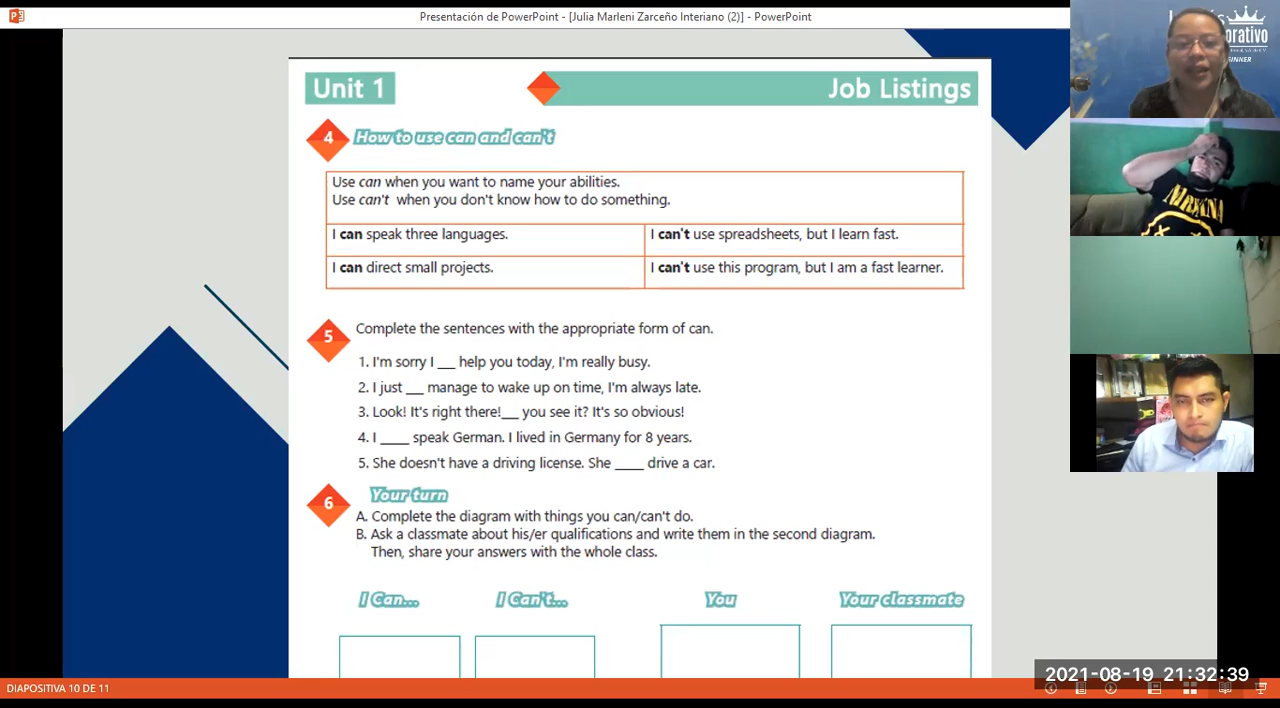 Presentación de PowerPoint - [Julia Marleni Zarceño Interiano (2)] - PowerPoint
Unit 1
Job Listings
4 How to use can and can't
Use can when you want to name your abilities.
Use can't when you don't know how to do something.
I can speak three languages.
I can't use spreadsheets, but I learn fast.
I can direct small projects.
I can't use this program, but I am a fast learner.
5 Complete the sentences with the appropriate form of can.
1. I'm sorry I __ help you today, I'm really busy.
2. I just __ manage to wake up on time, I'm always late.
3. Look! It's right there!__ you see it? It's so obvious!
4. I ___ speak German. I lived in Germany for 8 years.
5. She doesn't have a driving license. She ___ drive a car.
6 Your turn
A. Complete the diagram with things you can/can't do.
B. Ask a classmate about his/er qualifications and write them in the second diagram.
Then, share your answers with the whole class.
I Can... I Can't... You Your classmate
2021-08-19 21:32:39
DIAPOSITIVA 10 DE 11